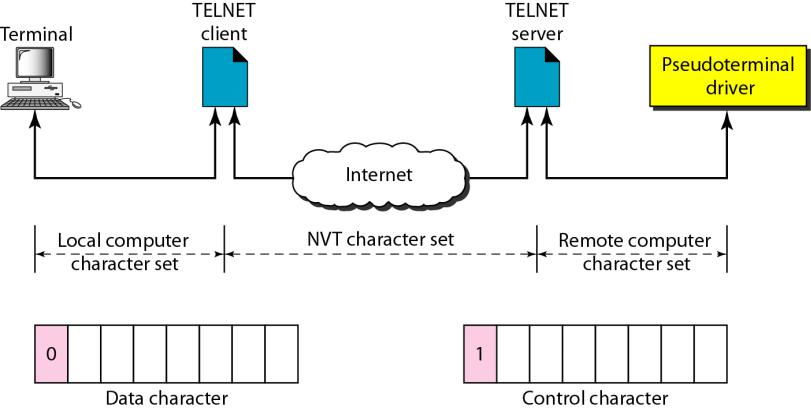 Terminal
TELNET
client
TELNET
server
Pseudoterminal
driver
Internet
Local computer
character set
NVT character set
Remote computer
character set
0
1
Data character
Control character